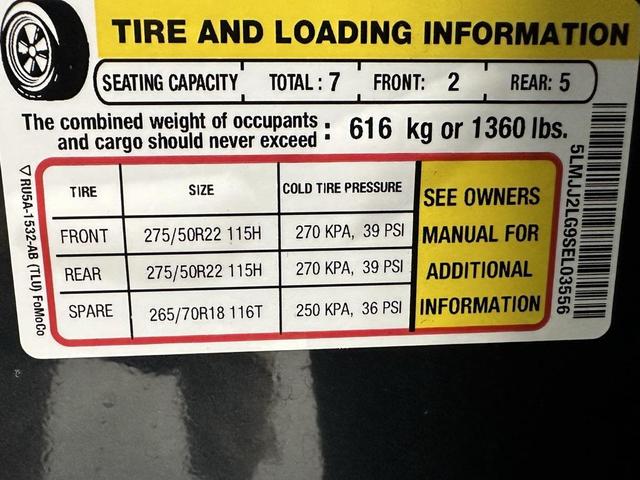 TIRE AND LOADING INFORMATION
SEATING CAPACITY TOTAL : 7 FRONT: 2 REAR: 5
The combined weight of occupants
and cargo should never exceed : 616 kg or 1360 lbs.
TIRE SIZE COLD TIRE PRESSURE
FRONT 275/50R22 115H 270 KPA, 39 PSI
REAR 275/50R22 115H 270 KPA, 39 PSI
SPARE 265/70R18 116T 250 KPA, 36 PSI
SEE OWNERS
MANUAL FOR
ADDITIONAL
INFORMATION
▽RU5A-1532-AB (TLU) FoMoCo
5LMJJ2LG9SEL03556